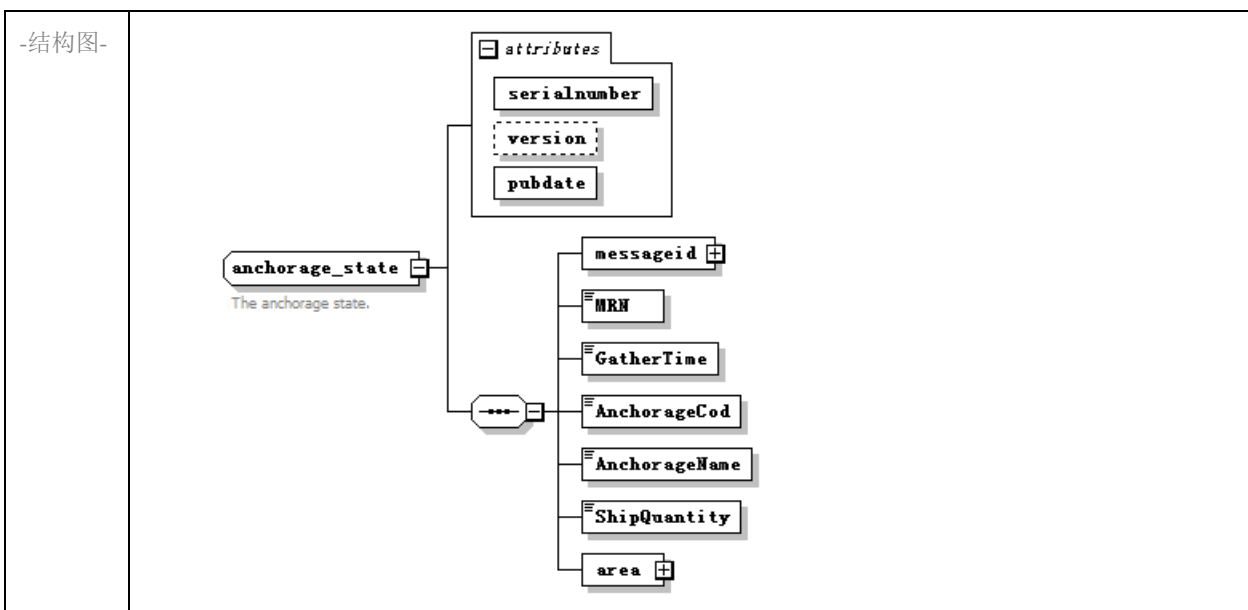 -结构图-
attributes
serialnumber
version
pubdate
anchorage_state
The anchorage state.
messageid
MRN
GatherTime
AnchorageCod
AnchorageName
ShipQuantity
area